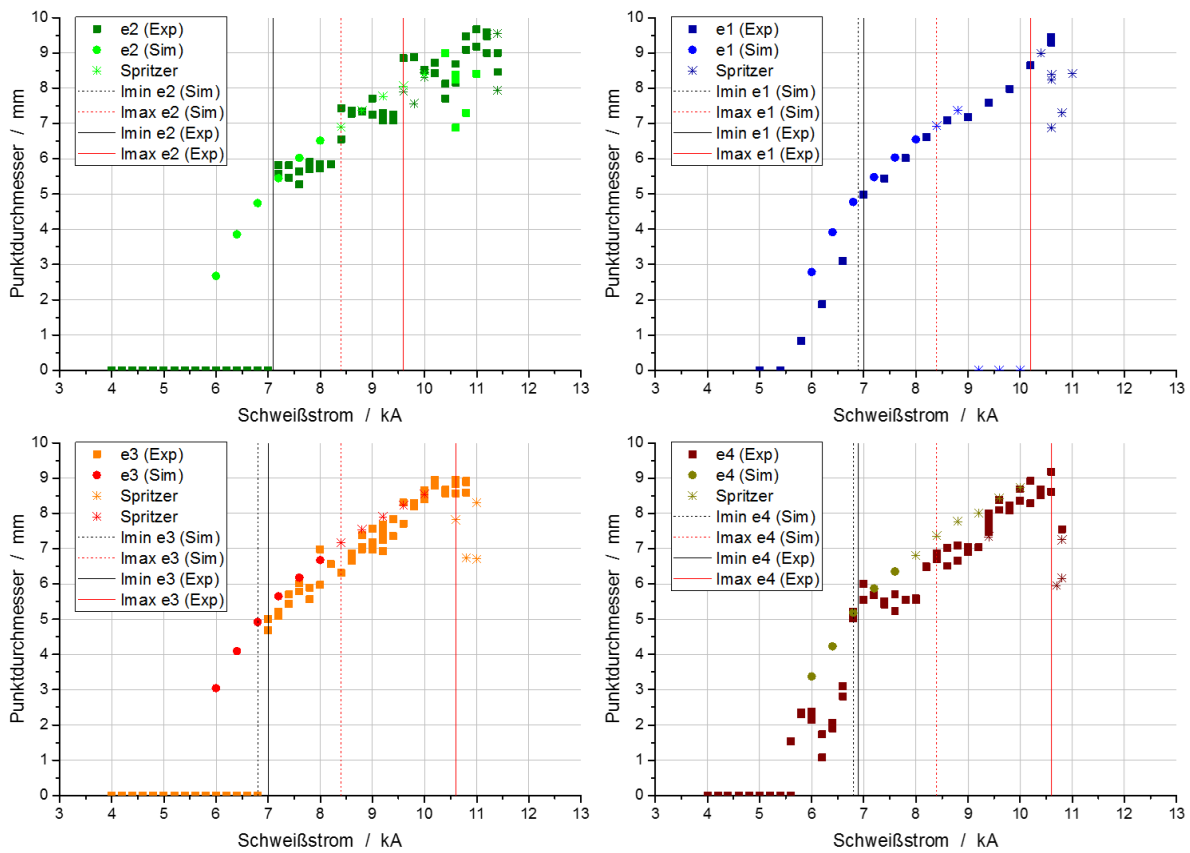 10
9
8
7
6
5
4
3
2
1
0
Punktdurchmesser / mm
e2 (Exp)
e2 (Sim)
Spritzer
Imin e2 (Sim)
Imax e2 (Sim)
Imin e2 (Exp)
Imax e2 (Exp)
3 4 5 6 7 8 9 10 11 12 13
Schweißstrom / kA
10
9
8
7
6
5
4
3
2
1
0
Punktdurchmesser / mm
e1 (Exp)
e1 (Sim)
Spritzer
Imin e1 (Sim)
Imax e1 (Sim)
Imin e1 (Exp)
Imax e1 (Exp)
3 4 5 6 7 8 9 10 11 12 13
Schweißstrom / kA
10
9
8
7
6
5
4
3
2
1
0
Punktdurchmesser / mm
e3 (Exp)
e3 (Sim)
Spritzer
Spritzer
Imin e3 (Sim)
Imax e3 (Sim)
Imin e3 (Exp)
Imax e3 (Exp)
3 4 5 6 7 8 9 10 11 12 13
Schweißstrom / kA
10
9
8
7
6
5
4
3
2
1
0
Punktdurchmesser / mm
e4 (Exp)
e4 (Sim)
Spritzer
Spritzer
Imin e4 (Sim)
Imax e4 (Sim)
Imin e4 (Exp)
Imax e4 (Exp)
3 4 5 6 7 8 9 10 11 12 13
Schweißstrom / kA